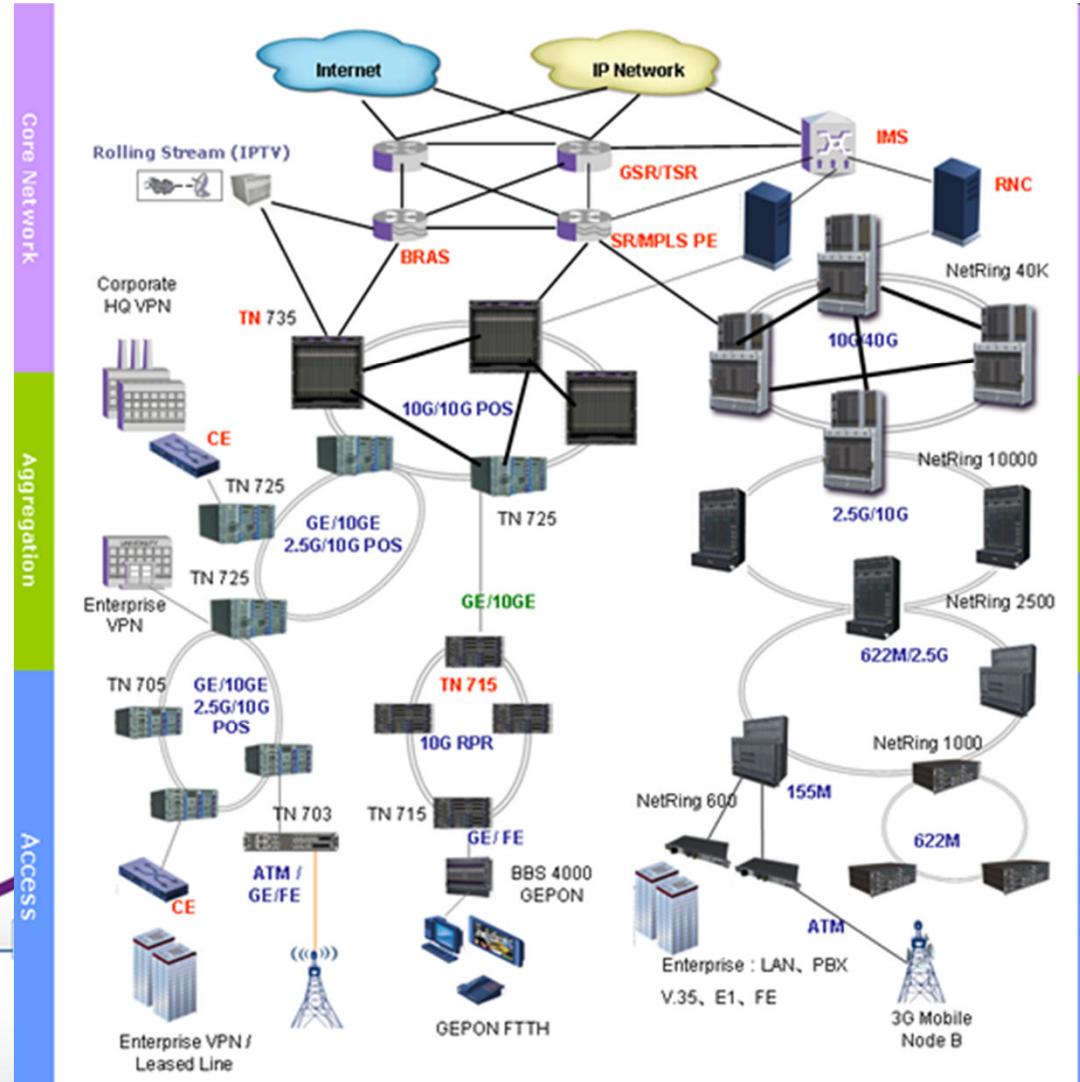 Core Network
Aggregation
Access
Internet
IP Network
IMS
Rolling Stream (IPTV)
GSR/TSR
RNC
BRAS
SR/MPLS PE
NetRing 40K
Corporate
HQ VPN
TN 735
10G/40G
10G/10G POS
CE
NetRing 10000
TN 725
2.5G/10G
TN 725
GE/10GE
2.5G/10G POS
UNIVERSITY
TN 725
Enterprise
VPN
GE/10GE
NetRing 2500
622M/2.5G
TN 705
GE/10GE
2.5G/10G
POS
TN 715
10G RPR
NetRing 1000
155M
NetRing 600
TN 703
TN 715
GE/ FE
622M
ATM /
GE/FE
BBS 4000
GEPON
CE
ATM
Enterprise : LAN、PBX
V.35、E1、FE
3G Mobile
Node B
GEPON FTTH
Enterprise VPN /
Leased Line